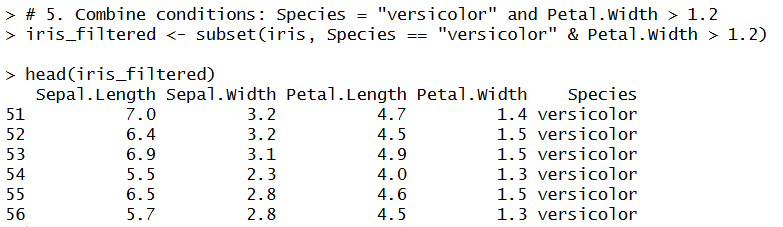 > # 5. Combine conditions: Species = "versicolor" and Petal.Width > 1.2
> iris_filtered <- subset(iris, Species == "versicolor" & Petal.Width > 1.2)
> head(iris_filtered)
   Sepal.Length Sepal.Width Petal.Length Petal.Width    Species
51          7.0         3.2          4.7         1.4 versicolor
52          6.4         3.2          4.5         1.5 versicolor
53          6.9         3.1          4.9         1.5 versicolor
54          5.5         2.3          4.0         1.3 versicolor
55          6.5         2.8          4.6         1.5 versicolor
56          5.7         2.8          4.5         1.3 versicolor